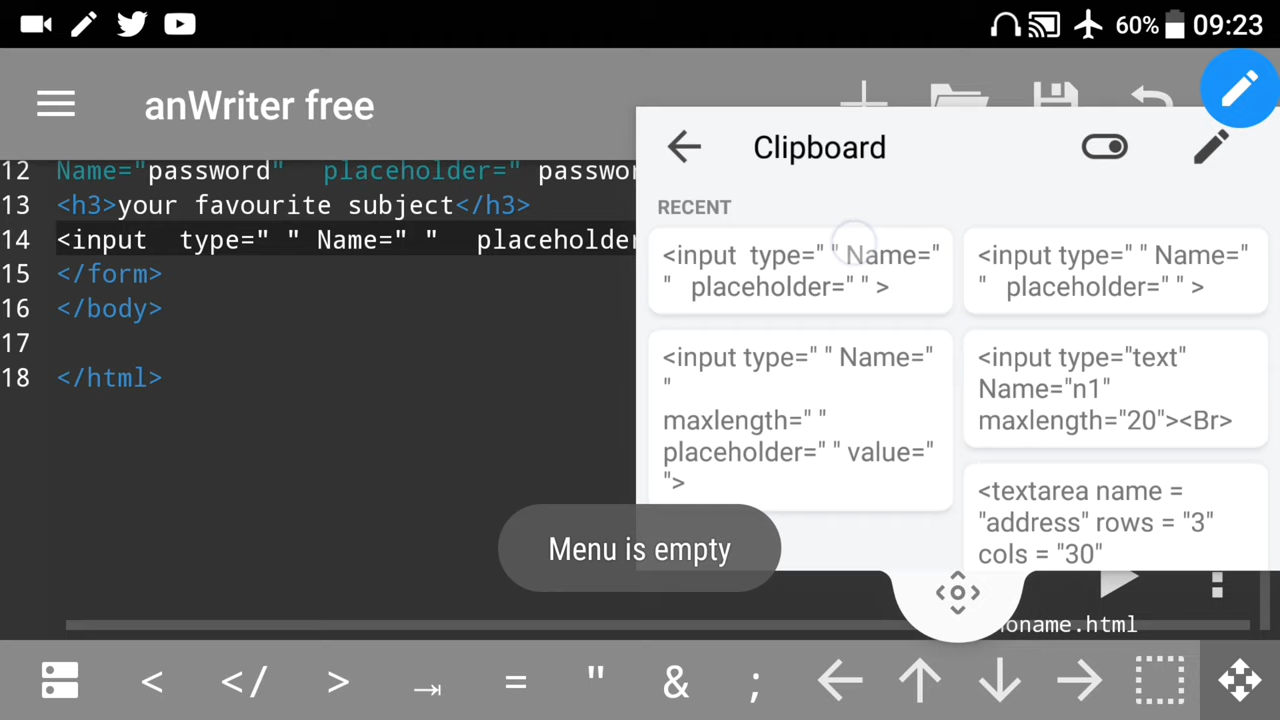 60% 09:23
anWriter free
Clipboard
12 Name="password" placeholder=" passwor
13 <h3>your favourite subject</h3>
14 <input type=" " Name=" " placeholder
15 </form>
16 </body>
17
18 </html>
RECENT
<input type=" " Name="
" placeholder=" " >
<input type=" " Name="
" placeholder=" " >
<input type=" " Name="
"
maxlength=" "
placeholder=" " value="
">
<input type="text"
Name="n1"
maxlength="20"><Br>
<textarea name =
"address" rows = "3"
cols = "30"
Menu is empty
noname.html
< </ > ⇥ = " & ; ← ↑ ↓ →